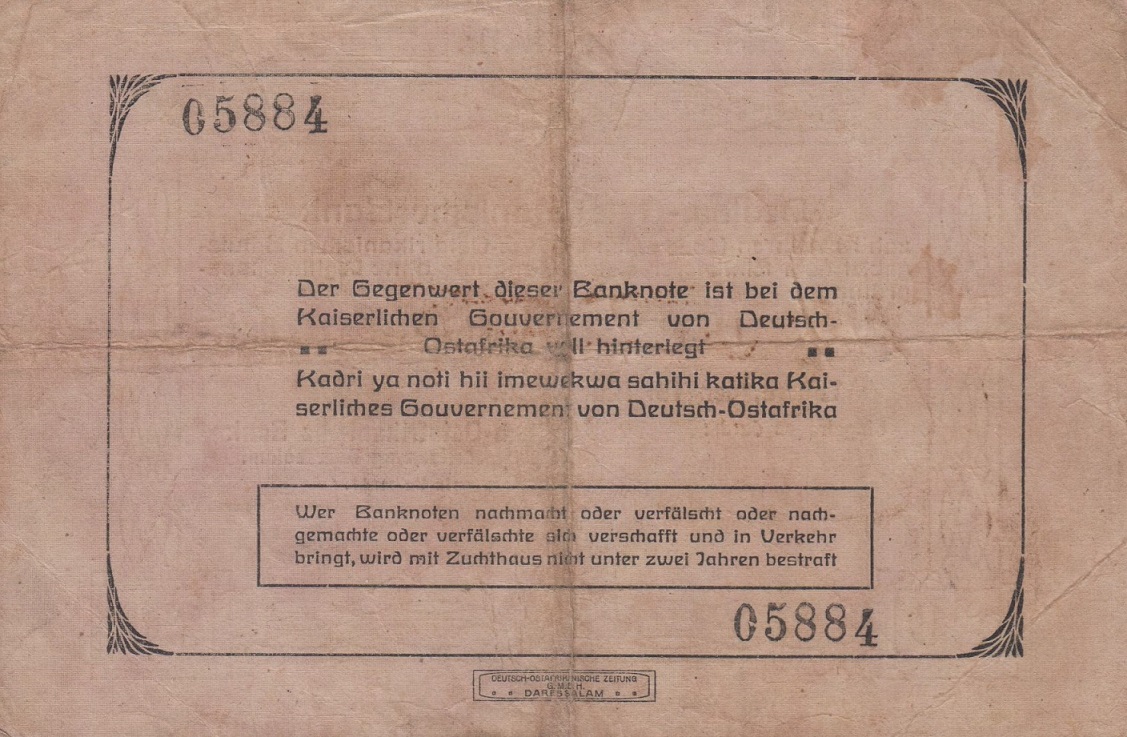 05884
Der Gegenwert dieser Banknote ist bei dem
Kaiserlichen Gouvernement von Deutsch-
Ostafrika voll hinterlegt
Kadri ya noti hii imewekwa sahihi katika Kai-
serliches Gouvernement von Deutsch-Ostafrika
Wer Banknoten nachmacht oder verfälscht oder nach-
gemachte oder verfälschte sich verschafft und in Verkehr
bringt, wird mit Zuchthaus nicht unter zwei Jahren bestraft
05884
DEUTSCH-OSTAFRIKANISCHE ZEITUNG
G.M.B.H.
DARESSALAM